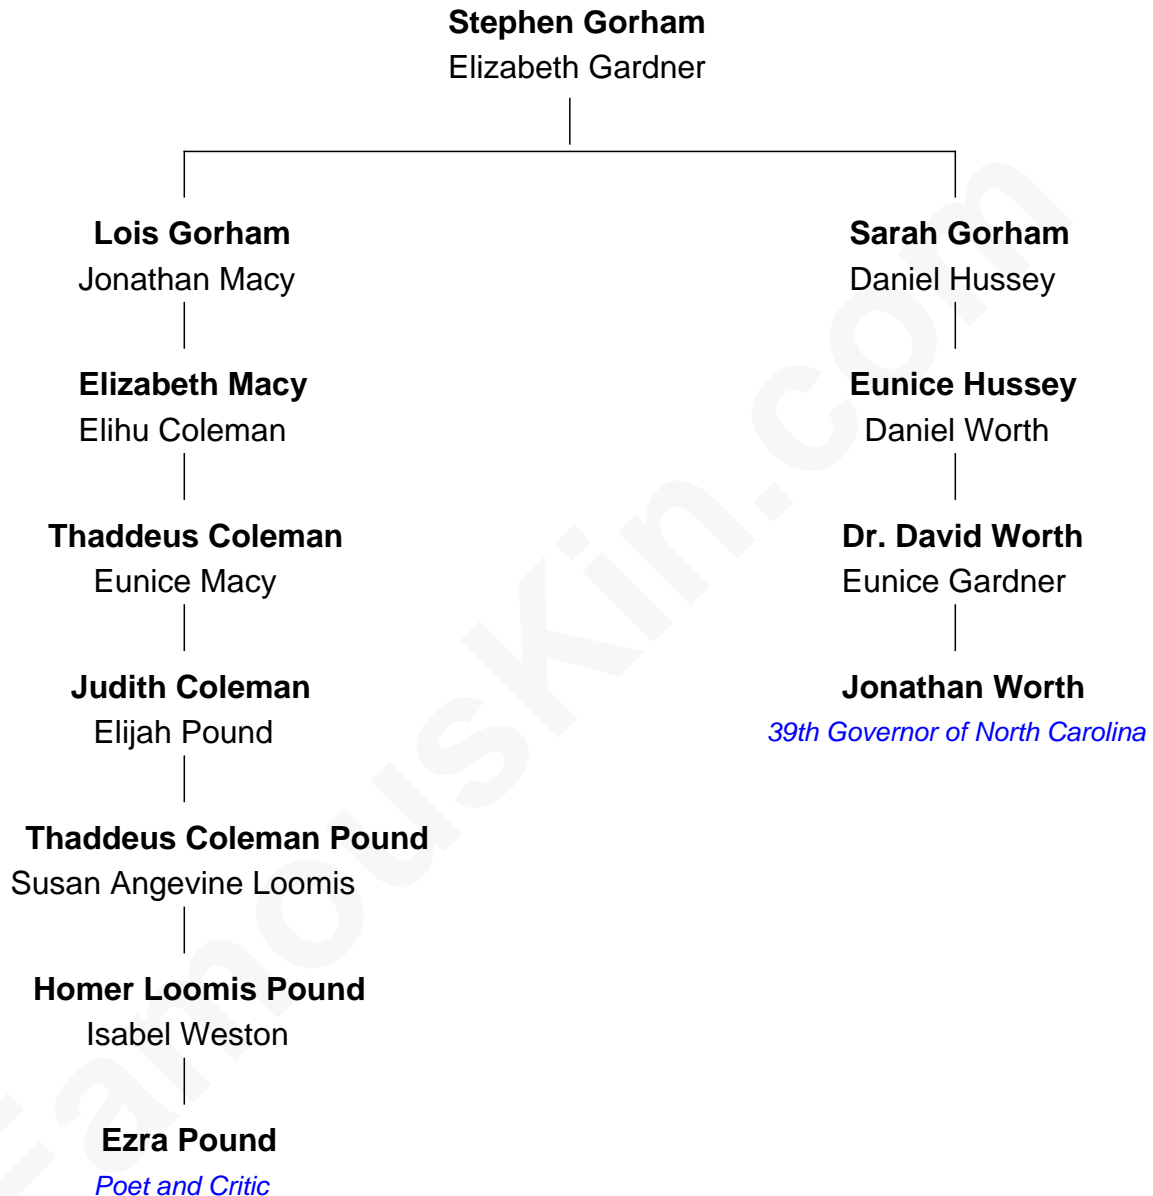 Stephen Gorham
Elizabeth Gardner
Lois Gorham
Jonathan Macy
Sarah Gorham
Daniel Hussey
Elizabeth Macy
Elihu Coleman
Eunice Hussey
Daniel Worth
Thaddeus Coleman
Eunice Macy
Dr. David Worth
Eunice Gardner
Judith Coleman
Elijah Pound
Jonathan Worth
39th Governor of North Carolina
Thaddeus Coleman Pound
Susan Angevine Loomis
Homer Loomis Pound
Isabel Weston
Ezra Pound
Poet and Critic
FamousKin.com